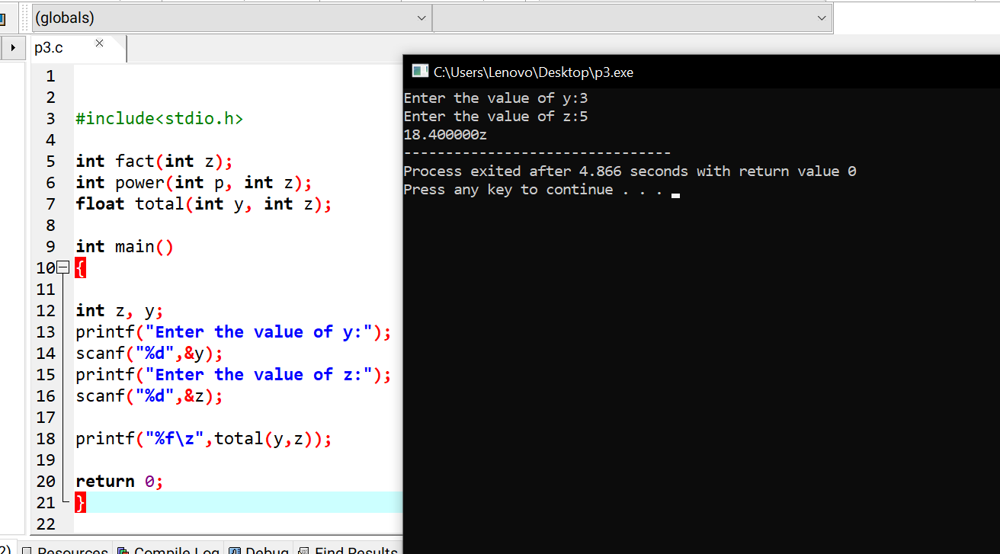 (globals)
p3.c
1
2
3 #include<stdio.h>
4
5 int fact(int z);
6 int power(int p, int z);
7 float total(int y, int z);
8
9 int main()
10 {
11
12 int z, y;
13 printf("Enter the value of y:");
14 scanf("%d",&y);
15 printf("Enter the value of z:");
16 scanf("%d",&z);
17
18 printf("%f\z",total(y,z));
19
20 return 0;
21 }
22
C:\Users\Lenovo\Desktop\p3.exe
Enter the value of y:3
Enter the value of z:5
18.400000z
--------------------------------
Process exited after 4.866 seconds with return value 0
Press any key to continue . . .
2) Resources Compile Log Debug Find Results